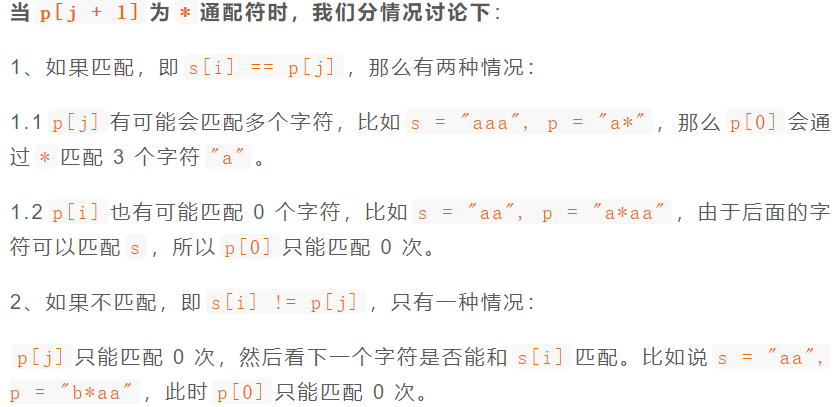 当 p[j + 1] 为 * 通配符时，我们分情况讨论下：
1、如果匹配，即 s[i] == p[j]，那么有两种情况：
1.1 p[j] 有可能会匹配多个字符，比如 s = "aaa", p = "a*"，那么 p[0] 会通
过 * 匹配 3 个字符 "a"。
1.2 p[i] 也有可能匹配 0 个字符，比如 s = "aa", p = "a*aa"，由于后面的字
符可以匹配 s，所以 p[0] 只能匹配 0 次。
2、如果不匹配，即 s[i] != p[j]，只有一种情况：
p[j] 只能匹配 0 次，然后看下一个字符是否能和 s[i] 匹配。比如说 s = "aa",
p = "b*aa"，此时 p[0] 只能匹配 0 次。